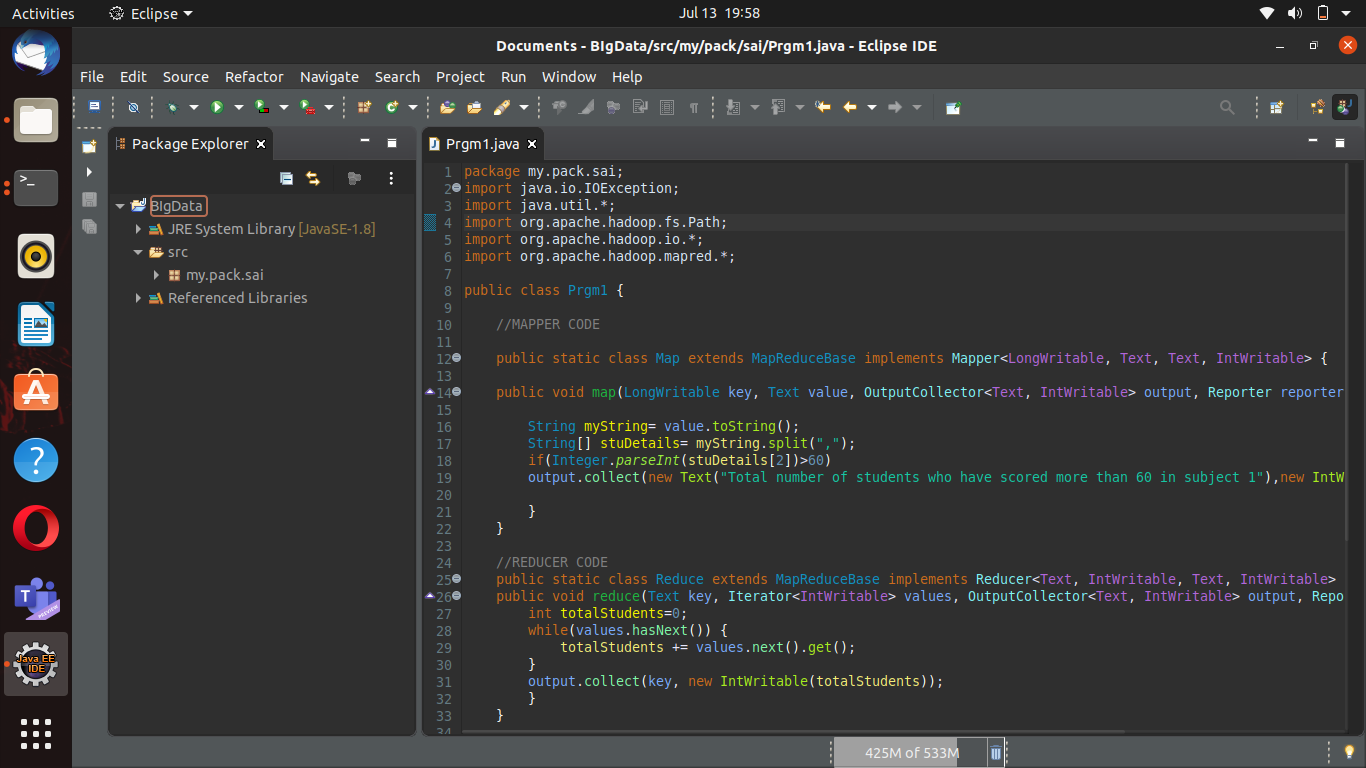 Activities
Eclipse
Jul 13 19:58
Documents - BIgData/src/my/pack/sai/Prgm1.java - Eclipse IDE
File Edit Source Refactor Navigate Search Project Run Window Help
Package Explorer
BIgData
JRE System Library [JavaSE-1.8]
src
my.pack.sai
Referenced Libraries
Prgm1.java
1 package my.pack.sai;
2 import java.io.IOException;
3 import java.util.*;
4 import org.apache.hadoop.fs.Path;
5 import org.apache.hadoop.io.*;
6 import org.apache.hadoop.mapred.*;
7
8 public class Prgm1 {
9
10 //MAPPER CODE
11
12 public static class Map extends MapReduceBase implements Mapper<LongWritable, Text, Text, IntWritable> {
13
14 public void map(LongWritable key, Text value, OutputCollector<Text, IntWritable> output, Reporter reporter
15
16 String myString= value.toString();
17 String[] stuDetails= myString.split(",");
18 if(Integer.parseInt(stuDetails[2])>60)
19 output.collect(new Text("Total number of students who have scored more than 60 in subject 1"),new IntW
20
21 }
22 }
23
24 //REDUCER CODE
25 public static class Reduce extends MapReduceBase implements Reducer<Text, IntWritable, Text, IntWritable>
26 public void reduce(Text key, Iterator<IntWritable> values, OutputCollector<Text, IntWritable> output, Repo
27 int totalStudents=0;
28 while(values.hasNext()) {
29 totalStudents += values.next().get();
30 }
31 output.collect(key, new IntWritable(totalStudents));
32 }
33 }
34
Java EE
IDE
425M of 533M